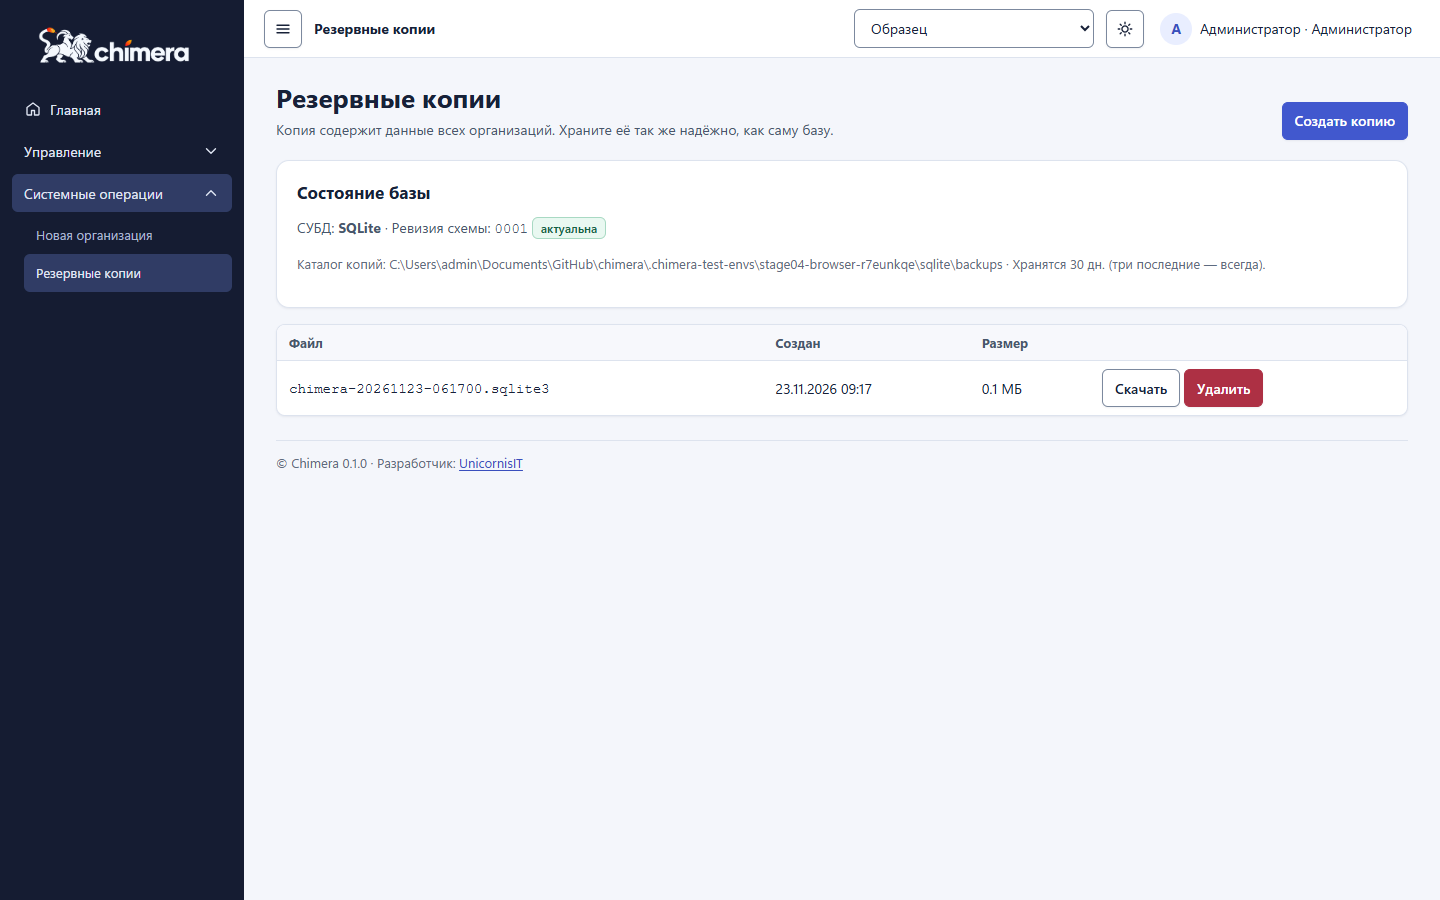 chimera
Главная
Управление
Системные операции
Новая организация
Резервные копии
Резервные копии
Образец
А
Администратор · Администратор
Резервные копии
Копия содержит данные всех организаций. Храните её так же надёжно, как саму базу.
Создать копию
Состояние базы
СУБД: SQLite · Ревизия схемы: 0001 актуальна
Каталог копий: C:\Users\admin\Documents\GitHub\chimera\.chimera-test-envs\stage04-browser-r7eunkqe\sqlite\backups · Хранятся 30 дн. (три последние — всегда).
Файл Создан Размер
chimera-20261123-061700.sqlite3 23.11.2026 09:17 0.1 МБ Скачать Удалить
© Chimera 0.1.0 · Разработчик: UnicornisIT